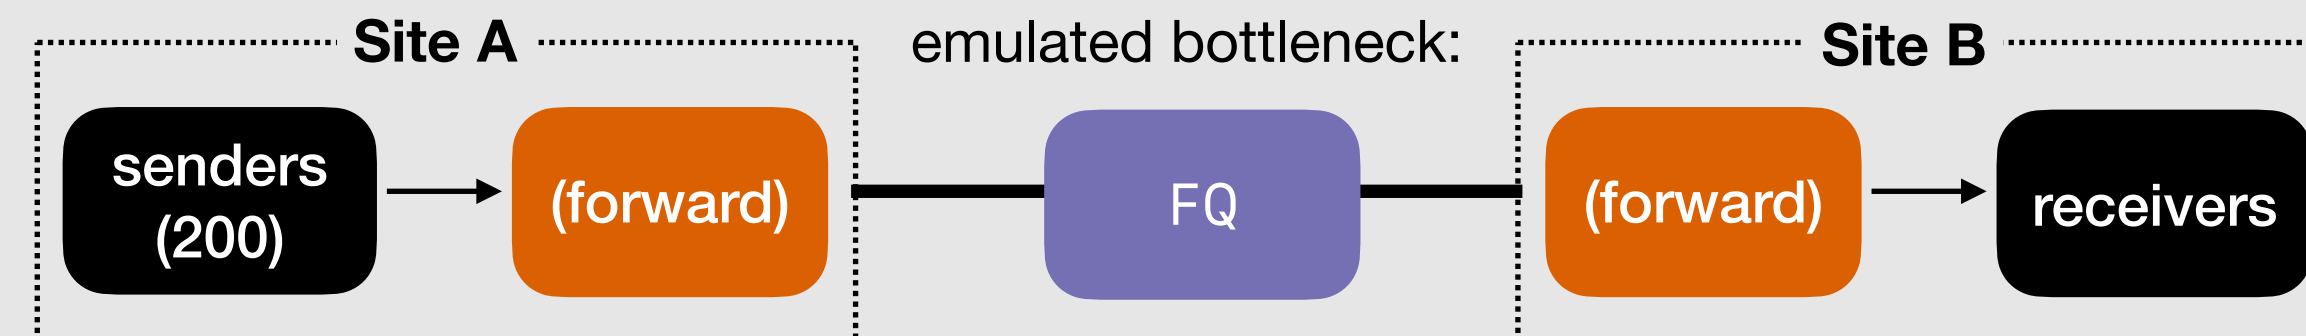 Site A
emulated bottleneck:
Site B
senders
(200)
(forward)
FQ
(forward)
receivers